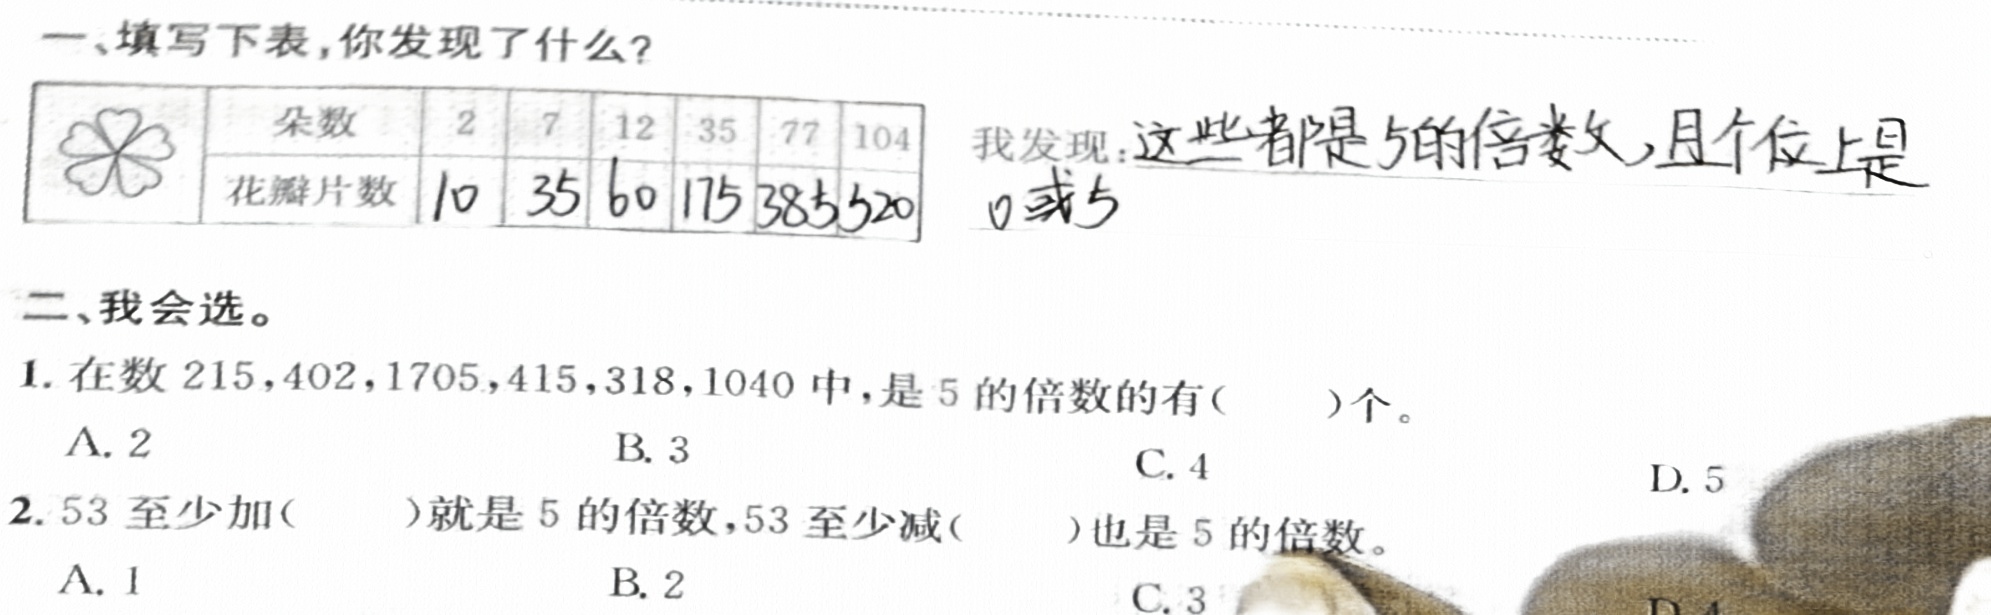 一、填写下表,你发现了什么?
朵数 2 7 12 35 77 104
花瓣片数 10 35 60 175 385 520
我发现:这些都是5的倍数,且个位上是
0或5
二、我会选。
1. 在数 215,402,1705,415,318,1040 中,是 5 的倍数的有( )个。
A. 2 B. 3 C. 4 D. 5
2. 53 至少加( )就是 5 的倍数,53 至少减( )也是 5 的倍数。
A. 1 B. 2 C. 3 D. 4